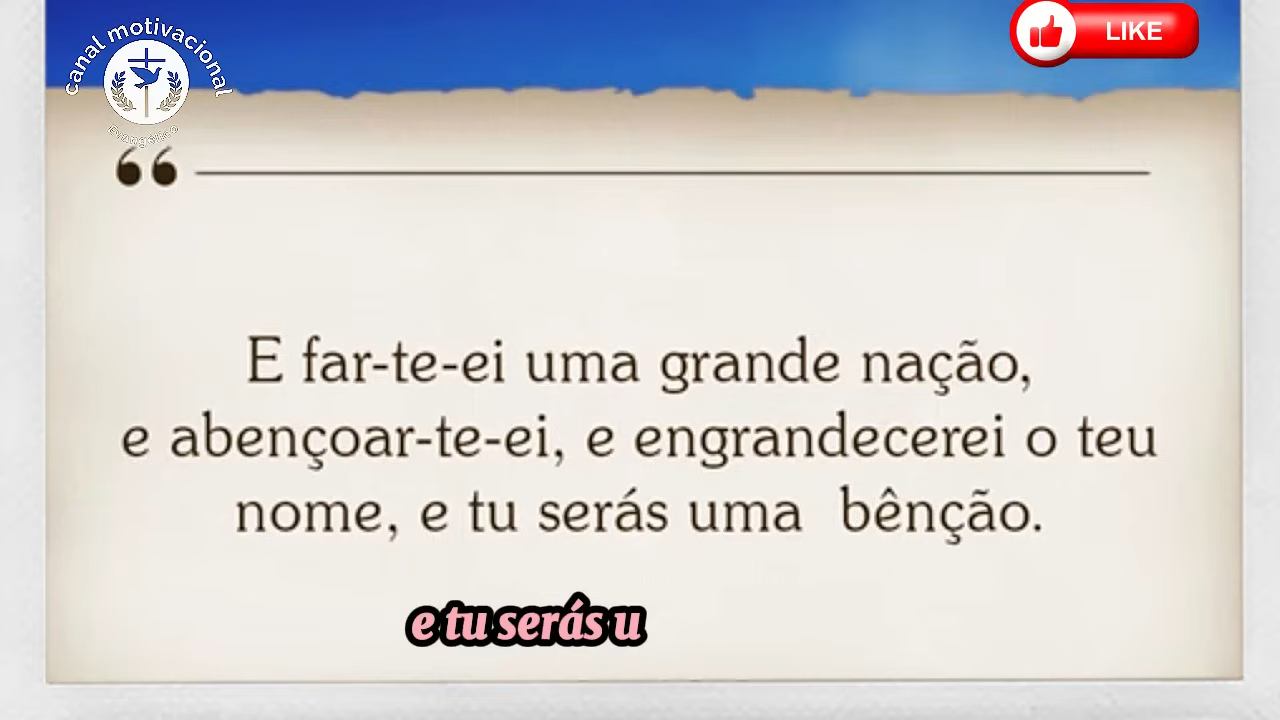 canal motivacional
evangélico
LIKE
“
E far-te-ei uma grande nação,
e abençoar-te-ei, e engrandecerei o teu
nome, e tu serás uma bênção.
e tu serás u